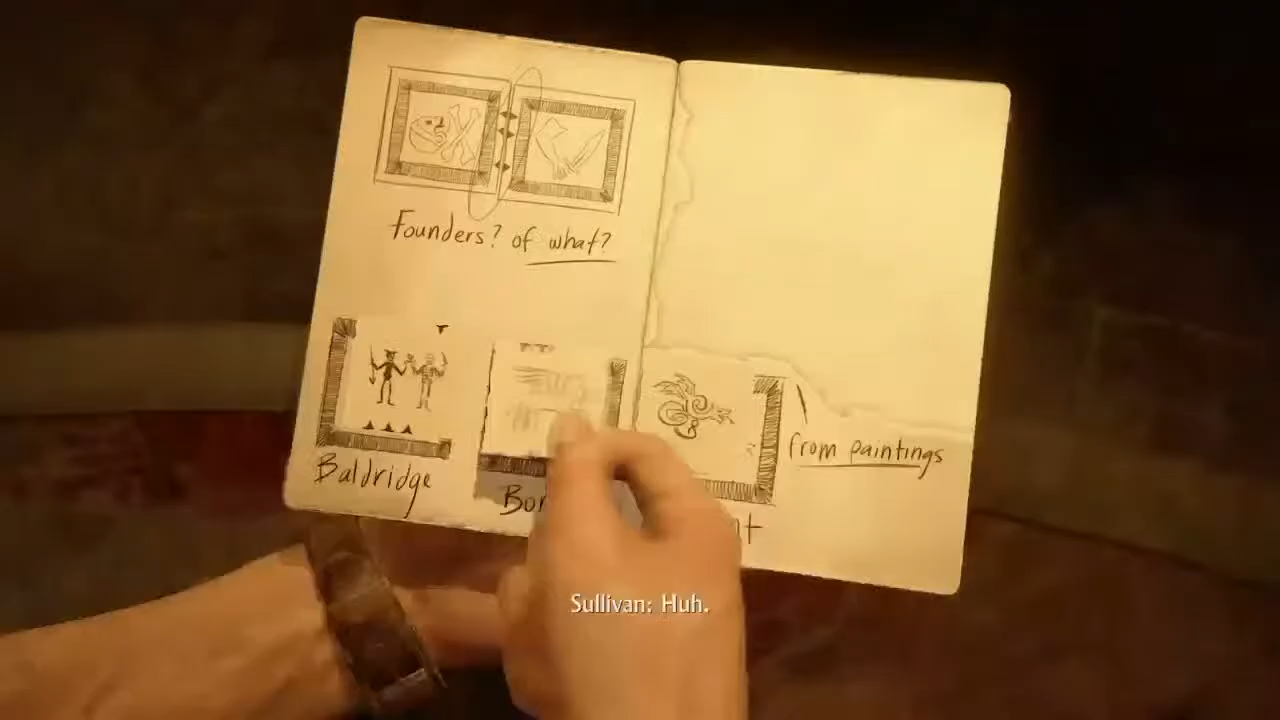 Founders? of what?
from paintings
Baldridge
Sullivan: Huh.